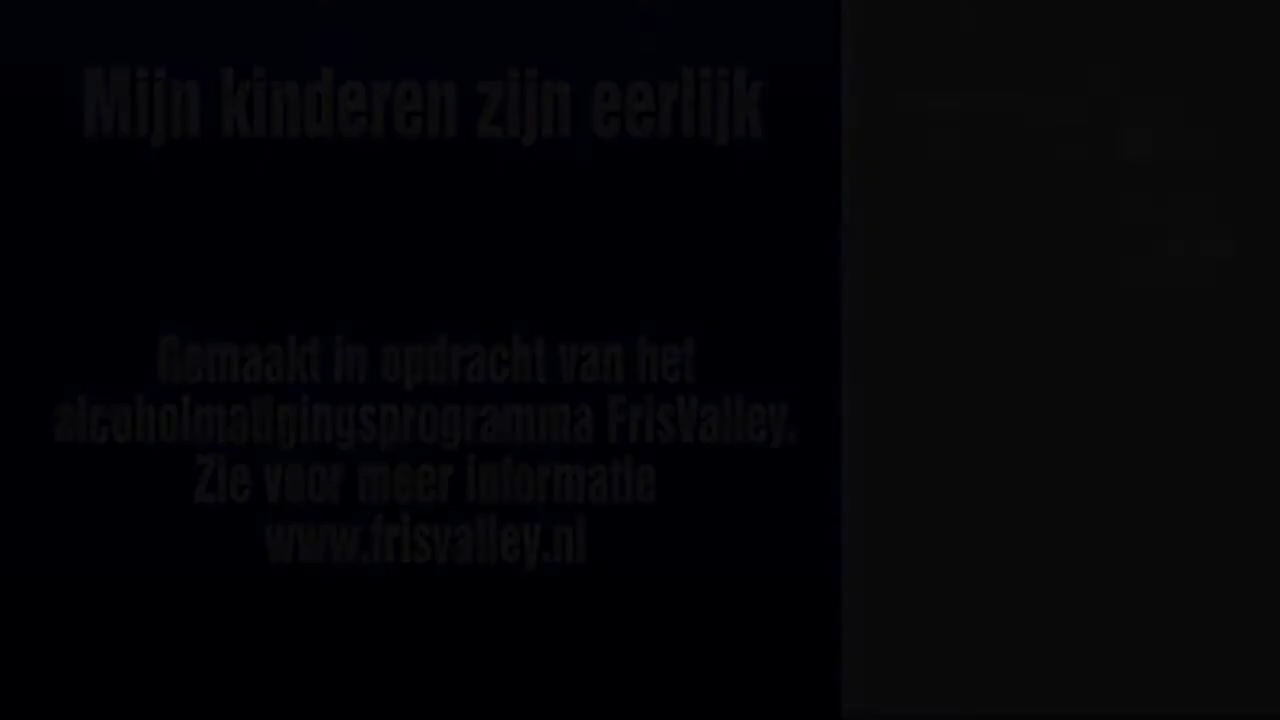 Mijn kinderen zijn eerlijk
Gemaakt in opdracht van het
alcoholmatigingsprogramma FrisValley.
Zie voor meer informatie
www.frisvalley.nl